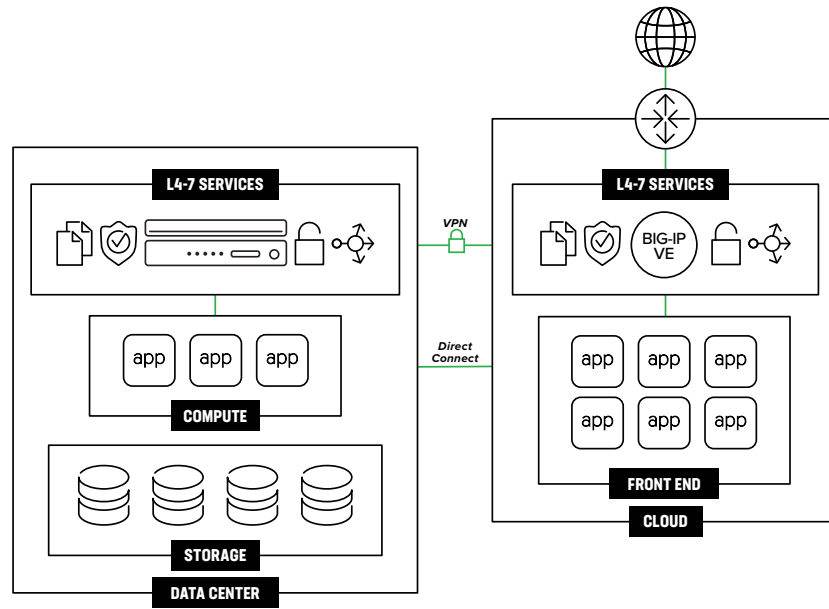 L4-7 SERVICES
app app app
COMPUTE
STORAGE
DATA CENTER
VPN
Direct
Connect
L4-7 SERVICES
BIG-IP
VE
app app app
app app app
FRONT END
CLOUD